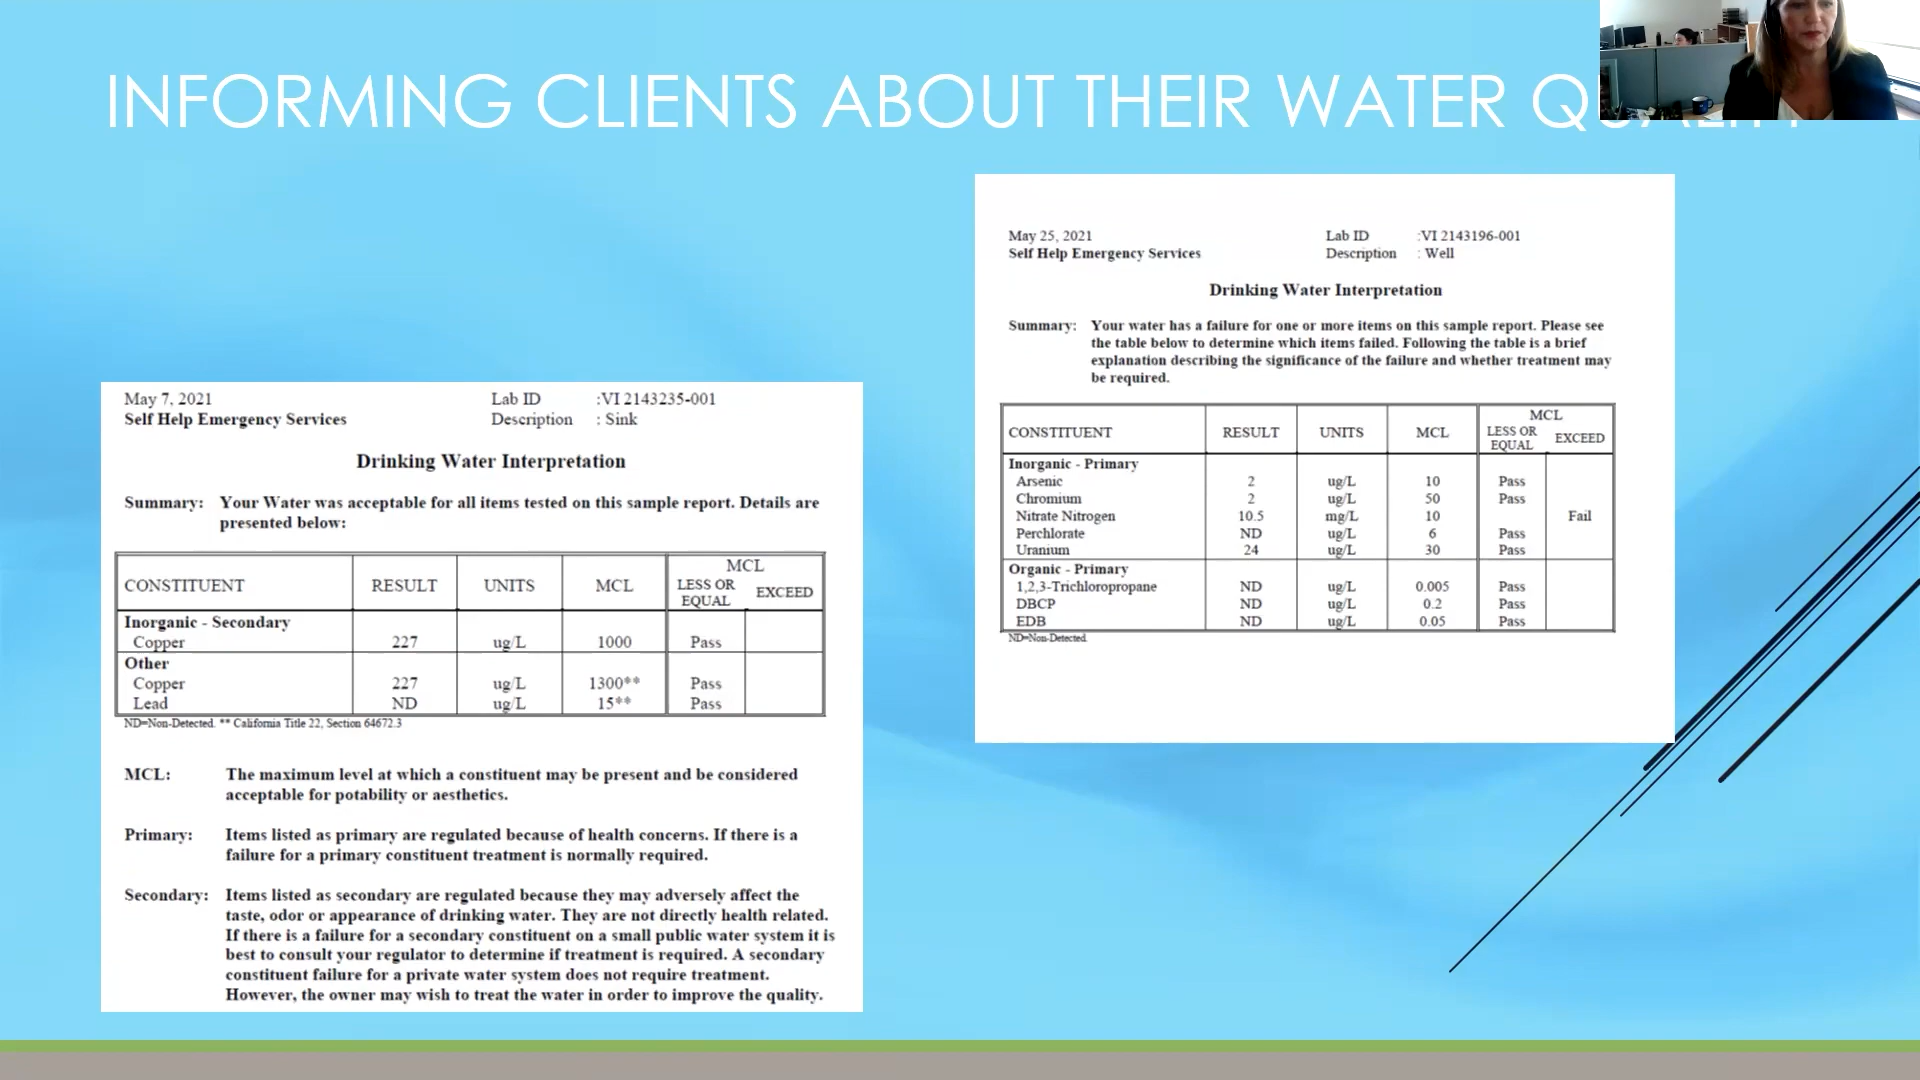 INFORMING CLIENTS ABOUT THEIR WATER QUALITY
May 7, 2021 Lab ID :VI 2143235-001
Self Help Emergency Services Description : Sink
Drinking Water Interpretation
Summary: Your Water was acceptable for all items tested on this sample report. Details are
presented below:
MCL
CONSTITUENT RESULT UNITS MCL LESS OR EQUAL EXCEED
Inorganic - Secondary
Copper 227 ug/L 1000 Pass
Other
Copper 227 ug/L 1300** Pass
Lead ND ug/L 15** Pass
ND=Non-Detected. ** California Title 22, Section 64672.3
MCL: The maximum level at which a constituent may be present and be considered
acceptable for potability or aesthetics.
Primary: Items listed as primary are regulated because of health concerns. If there is a
failure for a primary constituent treatment is normally required.
Secondary: Items listed as secondary are regulated because they may adversely affect the
taste, odor or appearance of drinking water. They are not directly health related.
If there is a failure for a secondary constituent on a small public water system it is
best to consult your regulator to determine if treatment is required. A secondary
constituent failure for a private water system does not require treatment.
However, the owner may wish to treat the water in order to improve the quality.
May 25, 2021 Lab ID :VI 2143196-001
Self Help Emergency Services Description : Well
Drinking Water Interpretation
Summary: Your water has a failure for one or more items on this sample report. Please see
the table below to determine which items failed. Following the table is a brief
explanation describing the significance of the failure and whether treatment may
be required.
MCL
CONSTITUENT RESULT UNITS MCL LESS OR EQUAL EXCEED
Inorganic - Primary
Arsenic 2 ug/L 10 Pass
Chromium 2 ug/L 50 Pass
Nitrate Nitrogen 10.5 mg/L 10 Fail
Perchlorate ND ug/L 6 Pass
Uranium 24 ug/L 30 Pass
Organic - Primary
1,2,3-Trichloropropane ND ug/L 0.005 Pass
DBCP ND ug/L 0.2 Pass
EDB ND ug/L 0.05 Pass
ND=Non-Detected.